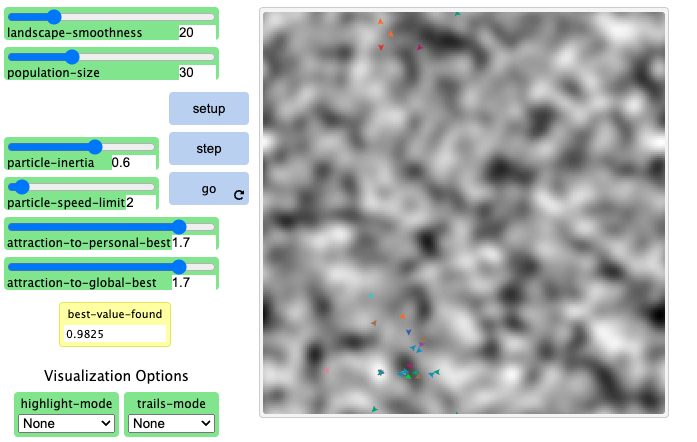 landscape-smoothness 20
population-size 30
setup
step
particle-inertia 0.6
go
particle-speed-limit 2
attraction-to-personal-best 1.7
attraction-to-global-best 1.7
best-value-found
0.9825
Visualization Options
highlight-mode trails-mode
None None